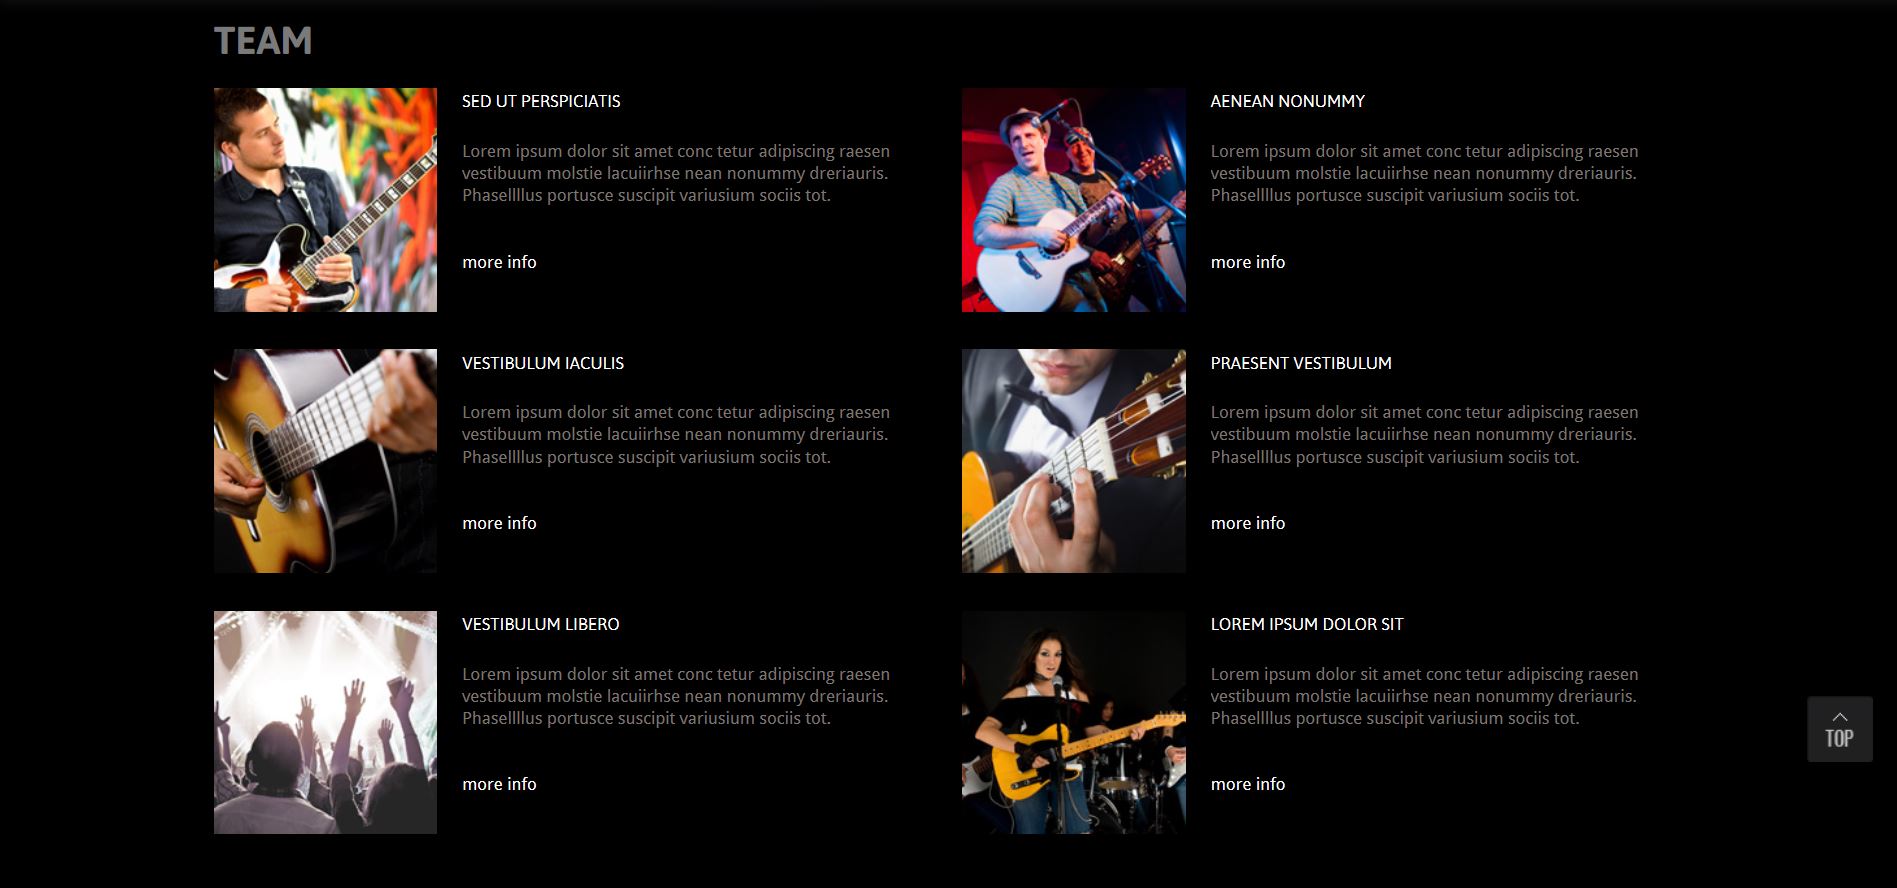 TEAM
SED UT PERSPICIATIS
Lorem ipsum dolor sit amet conc tetur adipiscing raesen
vestibuum molstie lacuiirhse nean nonummy dreriauris.
Phasellllus portusce suscipit variusium sociis tot.
more info
AENEAN NONUMMY
Lorem ipsum dolor sit amet conc tetur adipiscing raesen
vestibuum molstie lacuiirhse nean nonummy dreriauris.
Phasellllus portusce suscipit variusium sociis tot.
more info
VESTIBULUM IACULIS
Lorem ipsum dolor sit amet conc tetur adipiscing raesen
vestibuum molstie lacuiirhse nean nonummy dreriauris.
Phasellllus portusce suscipit variusium sociis tot.
more info
PRAESENT VESTIBULUM
Lorem ipsum dolor sit amet conc tetur adipiscing raesen
vestibuum molstie lacuiirhse nean nonummy dreriauris.
Phasellllus portusce suscipit variusium sociis tot.
more info
VESTIBULUM LIBERO
Lorem ipsum dolor sit amet conc tetur adipiscing raesen
vestibuum molstie lacuiirhse nean nonummy dreriauris.
Phasellllus portusce suscipit variusium sociis tot.
more info
LOREM IPSUM DOLOR SIT
Lorem ipsum dolor sit amet conc tetur adipiscing raesen
vestibuum molstie lacuiirhse nean nonummy dreriauris.
Phasellllus portusce suscipit variusium sociis tot.
more info
TOP